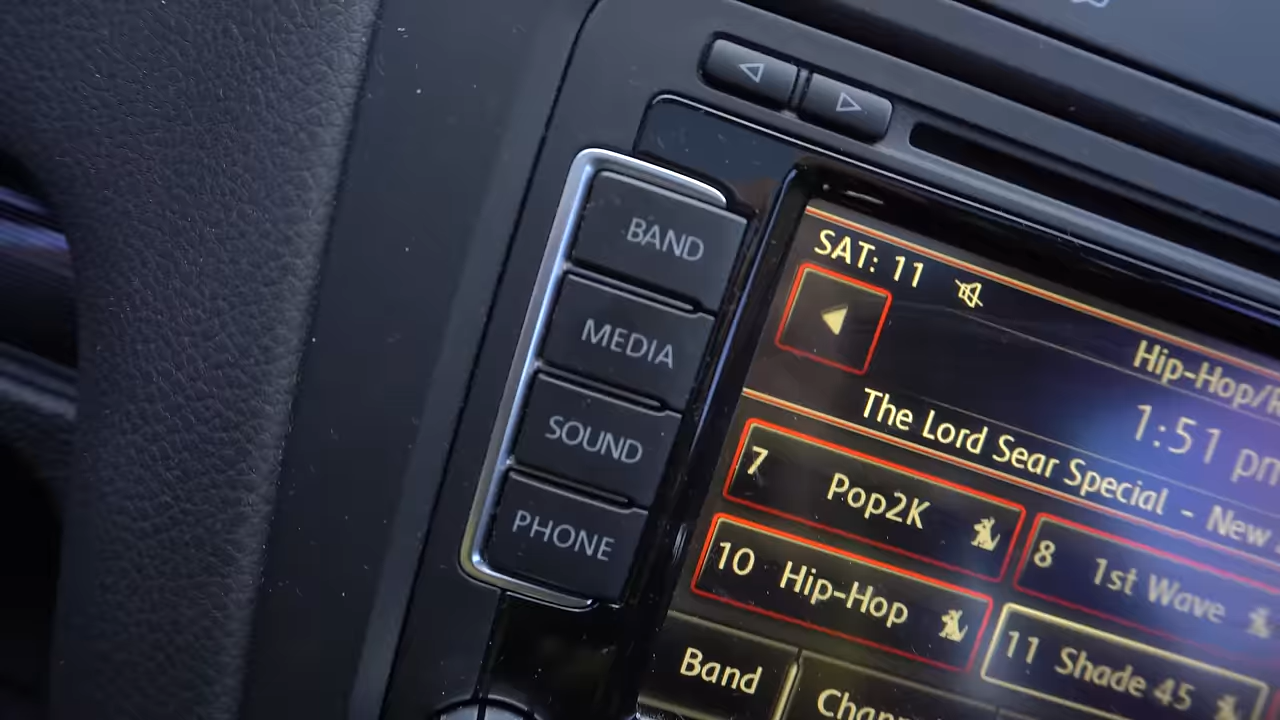 BAND
MEDIA
SOUND
PHONE
SAT: 11
Hip-Hop/
1:51 pm
The Lord Sear Special - New
7 Pop2K
8 1st Wave
10 Hip-Hop
11 Shade 45
Band
Chan